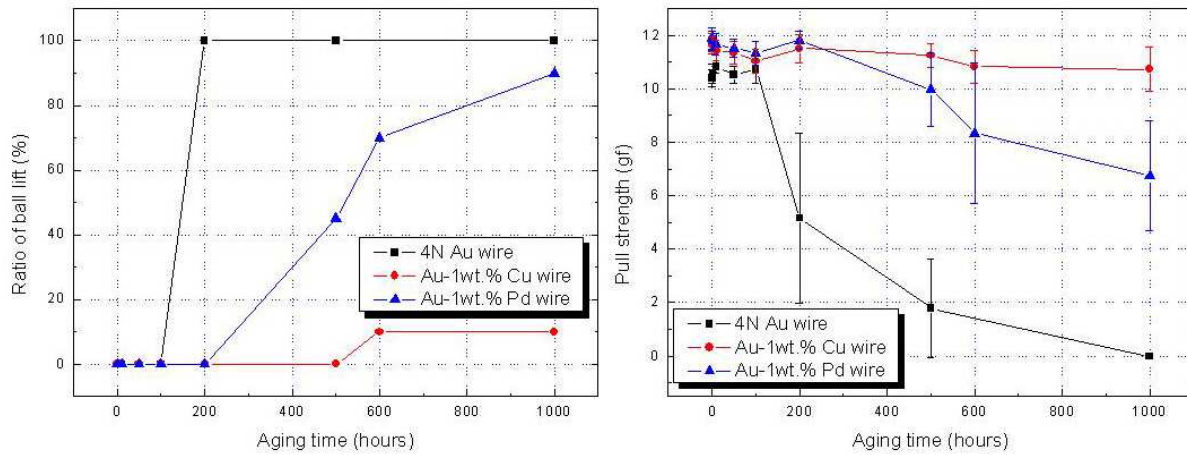 Ratio of ball lift (%)
100
80
60
40
20
0
4N Au wire
Au-1wt.% Cu wire
Au-1wt.% Pd wire
0 200 400 600 800 1000
Aging time (hours)
Pull strength (gf)
12
10
8
6
4
2
0
4N Au wire
Au-1wt.% Cu wire
Au-1wt.% Pd wire
0 200 400 600 800 1000
Aging time (hours)